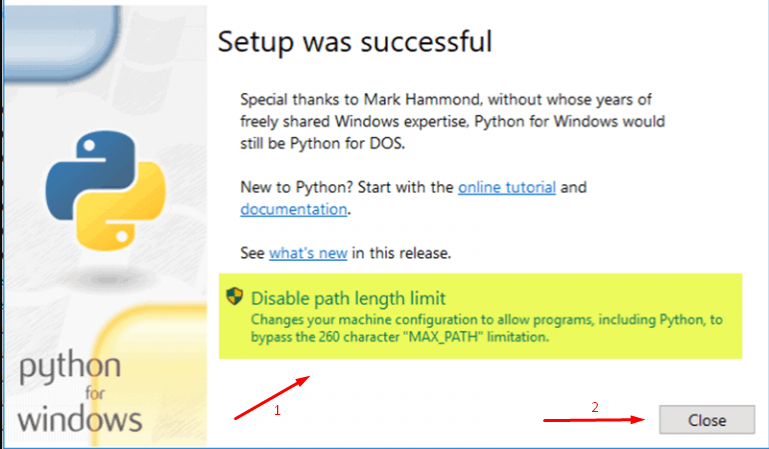 Setup was successful
Special thanks to Mark Hammond, without whose years of
freely shared Windows expertise, Python for Windows would
still be Python for DOS.
New to Python? Start with the online tutorial and
documentation.
See what's new in this release.
Disable path length limit
Changes your machine configuration to allow programs, including Python, to
bypass the 260 character "MAX_PATH" limitation.
python
for
windows
1
2
Close